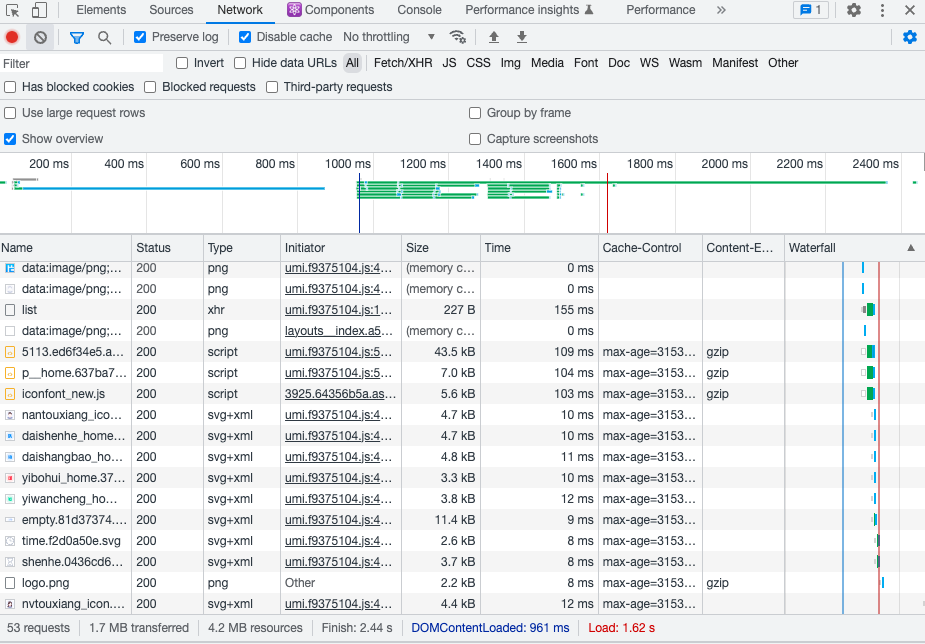 Elements Sources Network Components Console Performance insights Performance 1
Preserve log Disable cache No throttling
Filter Invert Hide data URLs All Fetch/XHR JS CSS Img Media Font Doc WS Wasm Manifest Other
Has blocked cookies Blocked requests Third-party requests
Use large request rows Group by frame
Show overview Capture screenshots
200 ms 400 ms 600 ms 800 ms 1000 ms 1200 ms 1400 ms 1600 ms 1800 ms 2000 ms 2200 ms 2400 ms
Name Status Type Initiator Size Time Cache-Control Content-E... Waterfall
data:image/png;... 200 png umi.f9375104.js:4... (memory c... 0 ms
data:image/png;... 200 png umi.f9375104.js:4... (memory c... 0 ms
list 200 xhr umi.f9375104.js:1... 227 B 155 ms
data:image/png;... 200 png layouts__index.a5... (memory c... 0 ms
5113.ed6f34e5.a... 200 script umi.f9375104.js:5... 43.5 kB 109 ms max-age=3153... gzip
p__home.637ba7... 200 script umi.f9375104.js:5... 7.0 kB 104 ms max-age=3153... gzip
iconfont_new.js 200 script 3925.64356b5a.as... 5.6 kB 103 ms max-age=3153... gzip
nantouxiang_ico... 200 svg+xml umi.f9375104.js:4... 4.7 kB 10 ms max-age=3153...
daishenhe_home... 200 svg+xml umi.f9375104.js:4... 4.7 kB 10 ms max-age=3153...
daishangbao_ho... 200 svg+xml umi.f9375104.js:4... 4.8 kB 11 ms max-age=3153...
yibohui_home.37... 200 svg+xml umi.f9375104.js:4... 3.3 kB 10 ms max-age=3153...
yiwancheng_ho... 200 svg+xml umi.f9375104.js:4... 3.8 kB 12 ms max-age=3153...
empty.81d37374.... 200 svg+xml umi.f9375104.js:4... 11.4 kB 9 ms max-age=3153...
time.f2d0a50e.svg 200 svg+xml umi.f9375104.js:4... 2.6 kB 8 ms max-age=3153...
shenhe.0436cd6... 200 svg+xml umi.f9375104.js:4... 3.7 kB 8 ms max-age=3153...
logo.png 200 png Other 2.2 kB 8 ms max-age=3153... gzip
nvtouxiang_icon.... 200 svg+xml umi.f9375104.js:4... 4.4 kB 12 ms max-age=3153...
53 requests 1.7 MB transferred 4.2 MB resources Finish: 2.44 s DOMContentLoaded: 961 ms Load: 1.62 s